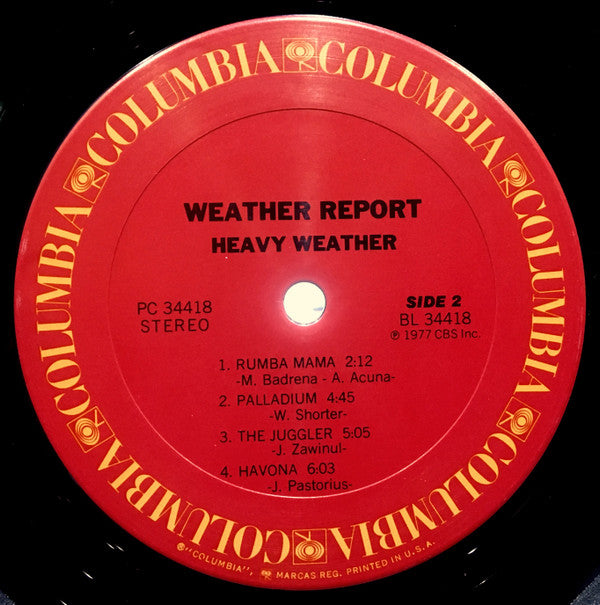 COLUMBIA COLUMBIA COLUMBIA COLUMBIA COLUMBIA COLUMBIA COLUMBIA COLUMBIA
WEATHER REPORT
HEAVY WEATHER
PC 34418
STEREO
SIDE 2
BL 34418
℗ 1977 CBS Inc.
1. RUMBA MAMA 2:12
-M. Badrena - A. Acuna-
2. PALLADIUM 4:45
-W. Shorter-
3. THE JUGGLER 5:05
-J. Zawinul-
4. HAVONA 6:03
-J. Pastorius-
®"COLUMBIA", MARCAS REG. PRINTED IN U.S.A.